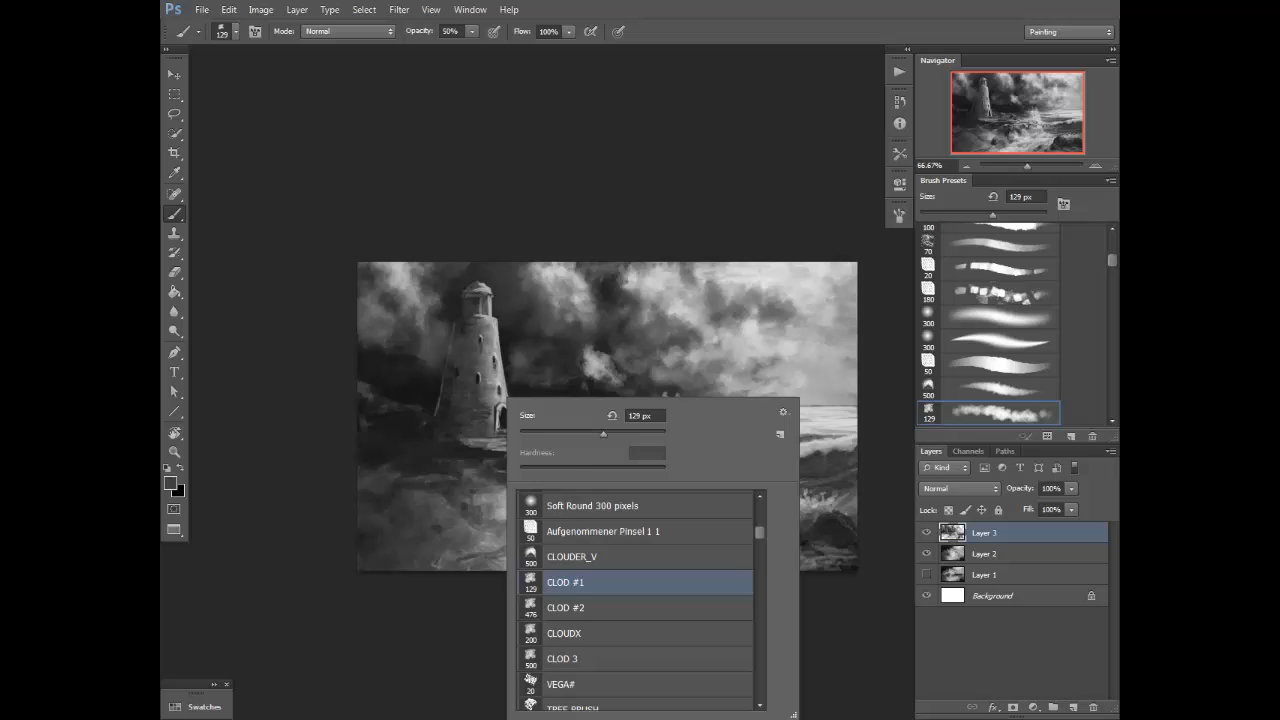 Ps File Edit Image Layer Type Select Filter View Window Help
129 Mode: Normal Opacity: 50% Flow: 100% Painting
Navigator
66.67%
Brush Presets
Size: 129 px
100
70
20
180
300
300
50
500
129
Size: 129 px
Hardness:
300 Soft Round 300 pixels
50 Aufgenommener Pinsel 1 1
500 CLOUDER_V
129 CLOD #1
476 CLOD #2
200 CLOUDX
500 CLOD 3
20 VEGA#
TREE BRUSH
Layers Channels Paths
Kind
Normal Opacity: 100%
Lock: Fill: 100%
Layer 3
Layer 2
Layer 1
Background
Swatches